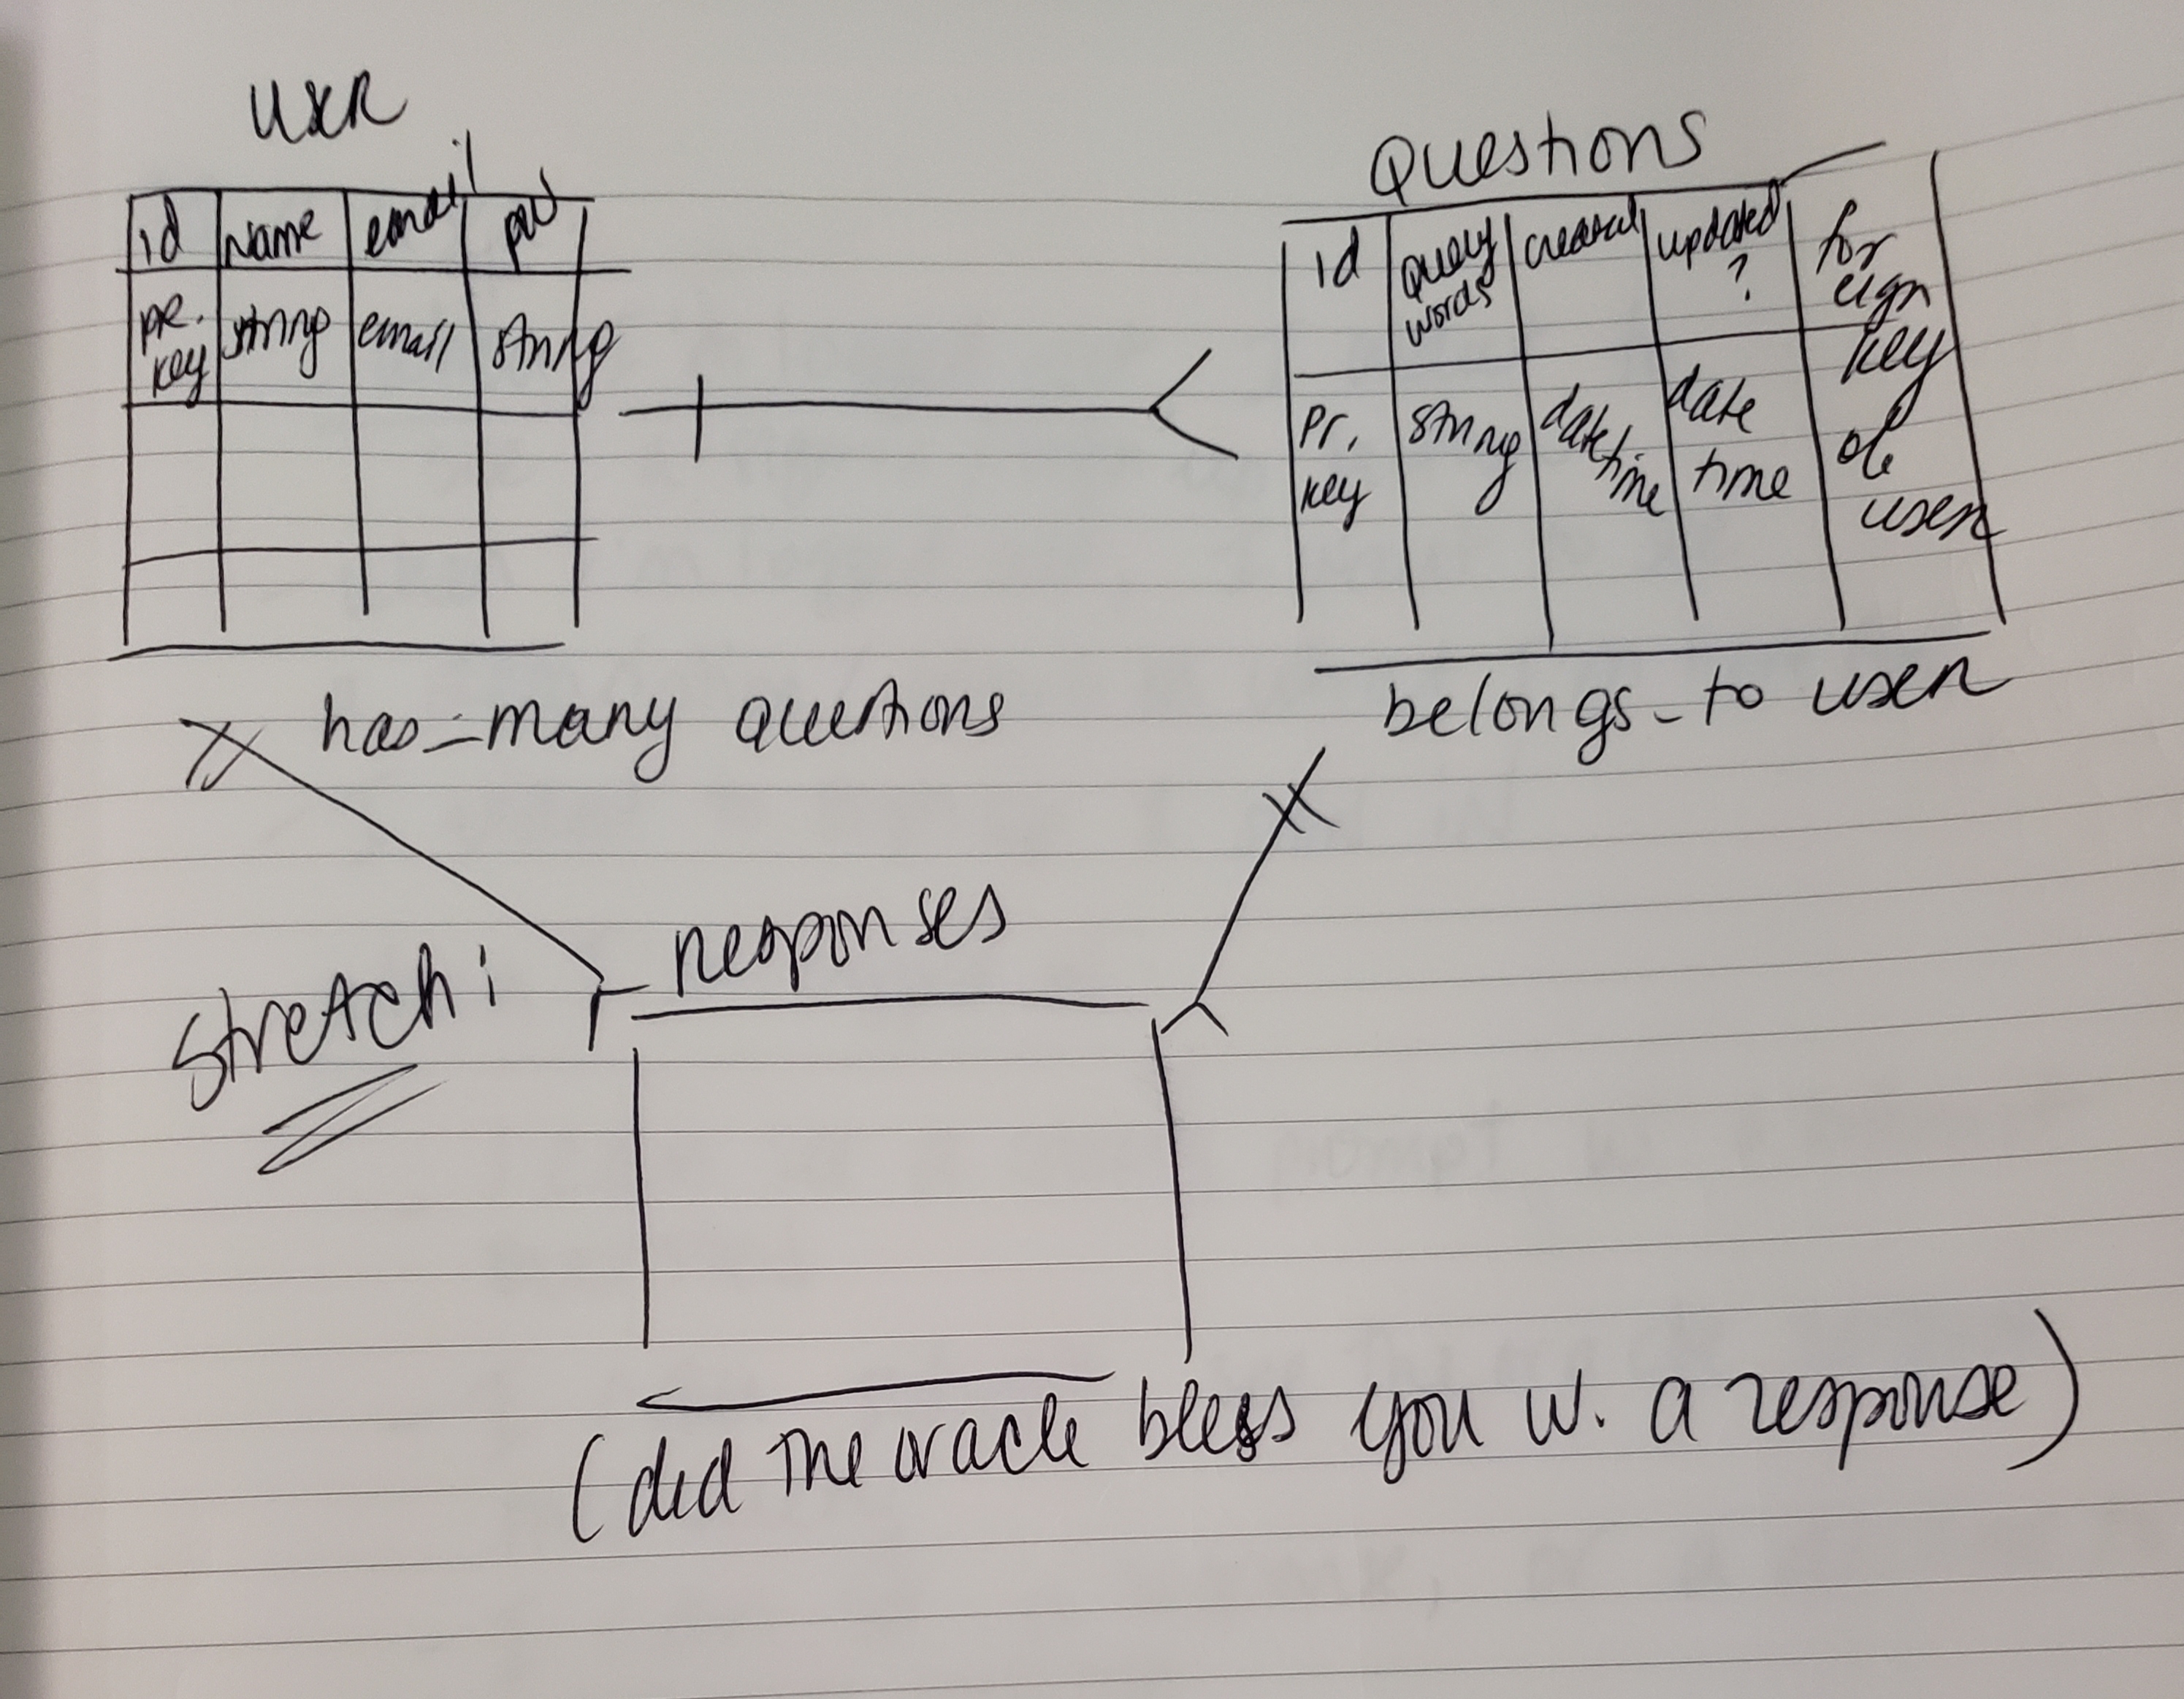 user
id name email pw
pr. key string email string
Questions
id query words created updated ? for eign key of user
pr. key string date time date time
has_many questions
belongs_to user
Stretch:
responses
(did the oracle bless you w. a response)